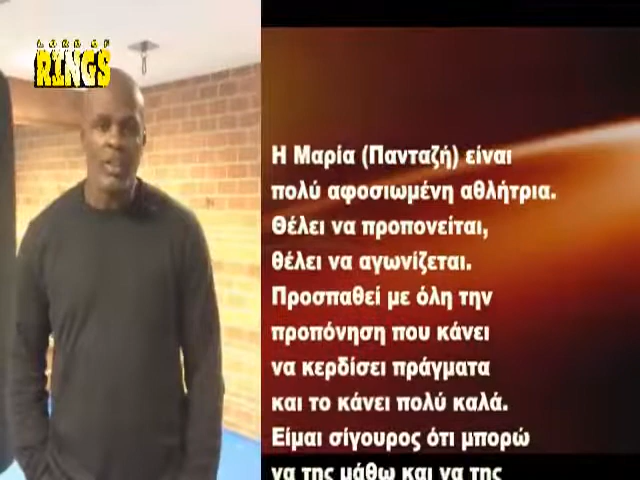 LORD OF
RINGS
Η Μαρία (Πανταζή) είναι
πολύ αφοσιωμένη αθλήτρια.
Θέλει να προπονείται,
θέλει να αγωνίζεται.
Προσπαθεί με όλη την
προπόνηση που κάνει
να κερδίσει πράγματα
και το κάνει πολύ καλά.
Είμαι σίγουρος ότι μπορώ
να της μάθω και να της